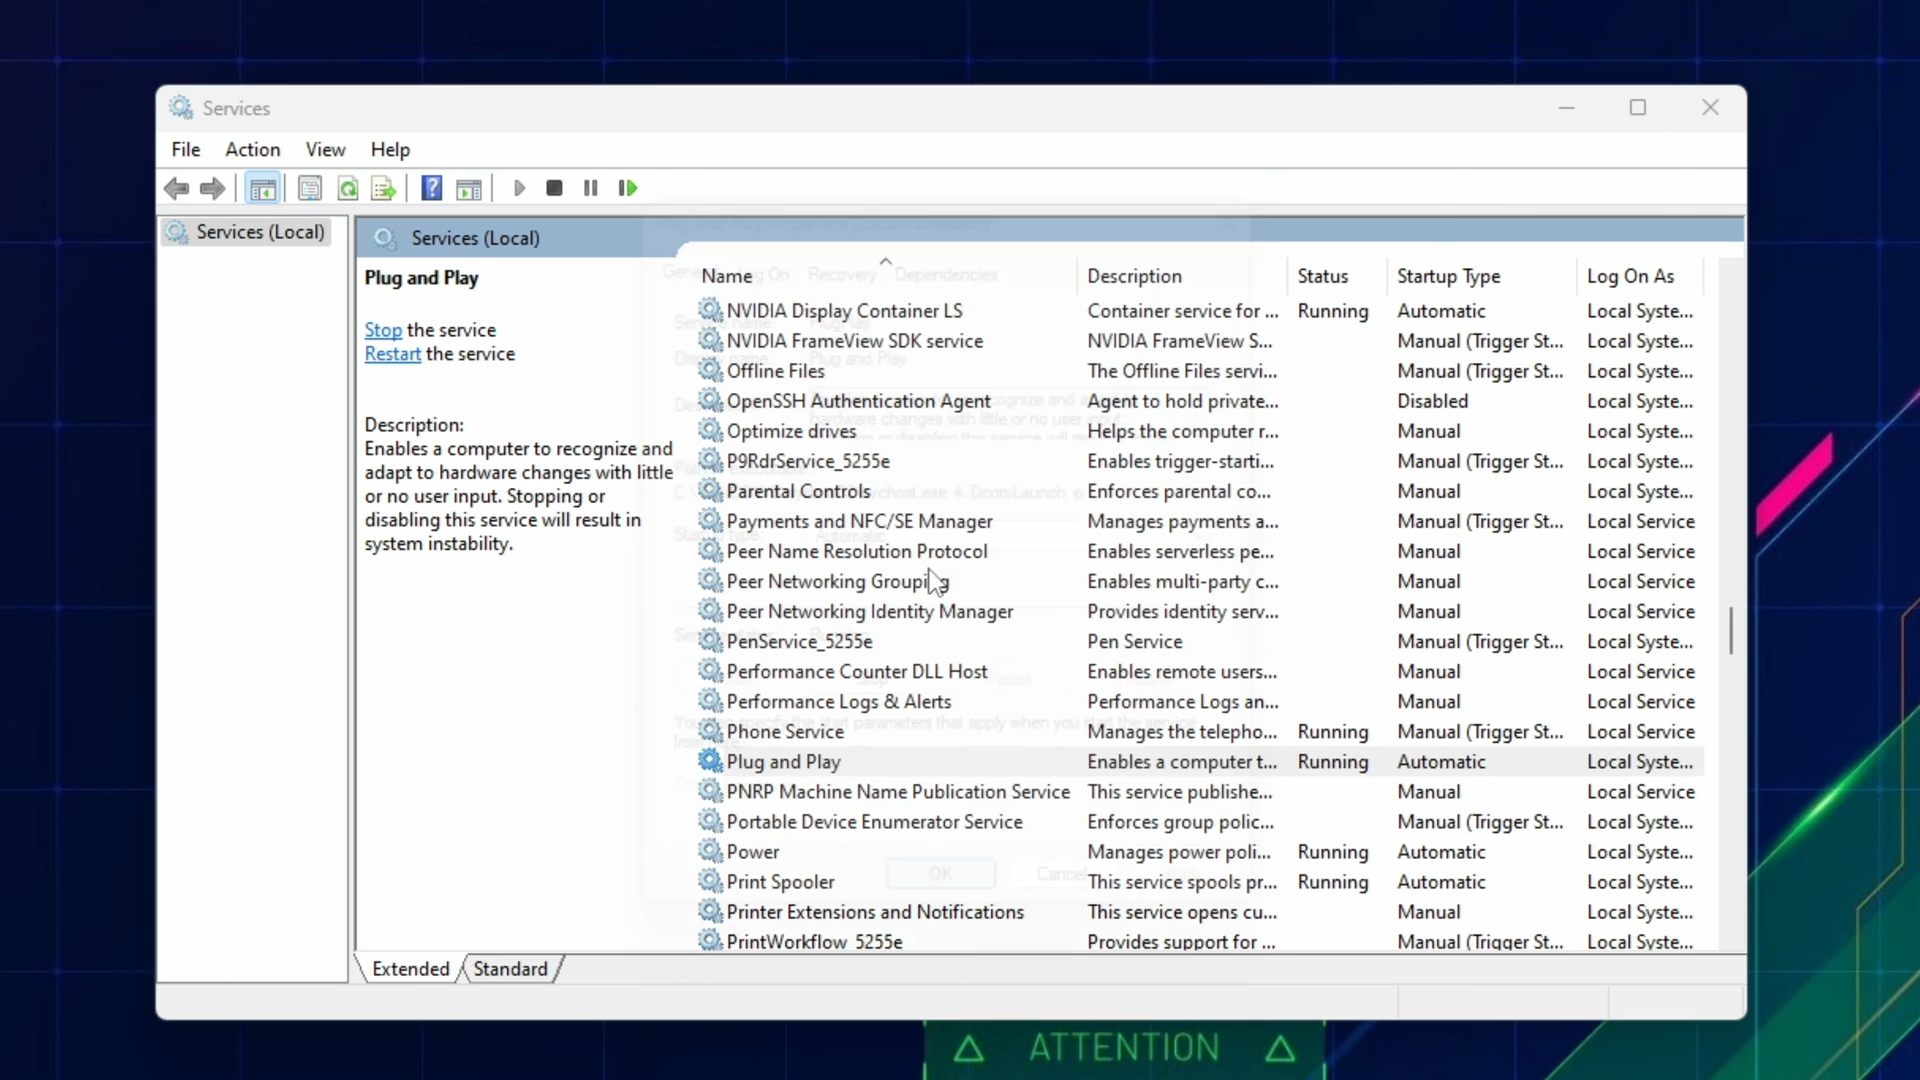 Services
File Action View Help
Services (Local)
Services (Local)
Plug and Play
Stop the service
Restart the service
Description:
Enables a computer to recognize and
adapt to hardware changes with little
or no user input. Stopping or
disabling this service will result in
system instability.
Name Description Status Startup Type Log On As
NVIDIA Display Container LS Container service for ... Running Automatic Local Syste...
NVIDIA FrameView SDK service NVIDIA FrameView S... Manual (Trigger St... Local Syste...
Offline Files The Offline Files servi... Manual (Trigger St... Local Syste...
OpenSSH Authentication Agent Agent to hold private... Disabled Local Syste...
Optimize drives Helps the computer r... Manual Local Syste...
P9RdrService_5255e Enables trigger-starti... Manual (Trigger St... Local Syste...
Parental Controls Enforces parental co... Manual Local Syste...
Payments and NFC/SE Manager Manages payments a... Manual (Trigger St... Local Service
Peer Name Resolution Protocol Enables serverless pe... Manual Local Service
Peer Networking Grouping Enables multi-party c... Manual Local Service
Peer Networking Identity Manager Provides identity serv... Manual Local Service
PenService_5255e Pen Service Manual (Trigger St... Local Syste...
Performance Counter DLL Host Enables remote users... Manual Local Service
Performance Logs & Alerts Performance Logs an... Manual Local Service
Phone Service Manages the telepho... Running Manual (Trigger St... Local Service
Plug and Play Enables a computer t... Running Automatic Local Syste...
PNRP Machine Name Publication Service This service publishe... Manual Local Service
Portable Device Enumerator Service Enforces group polic... Manual (Trigger St... Local Syste...
Power Manages power poli... Running Automatic Local Syste...
Print Spooler This service spools pr... Running Automatic Local Syste...
Printer Extensions and Notifications This service opens cu... Manual Local Syste...
PrintWorkflow_5255e Provides support for ... Manual (Trigger St... Local Syste...
Recovery Dependencies
Plug and Play
Automatic
OK Cancel
Extended Standard
ATTENTION